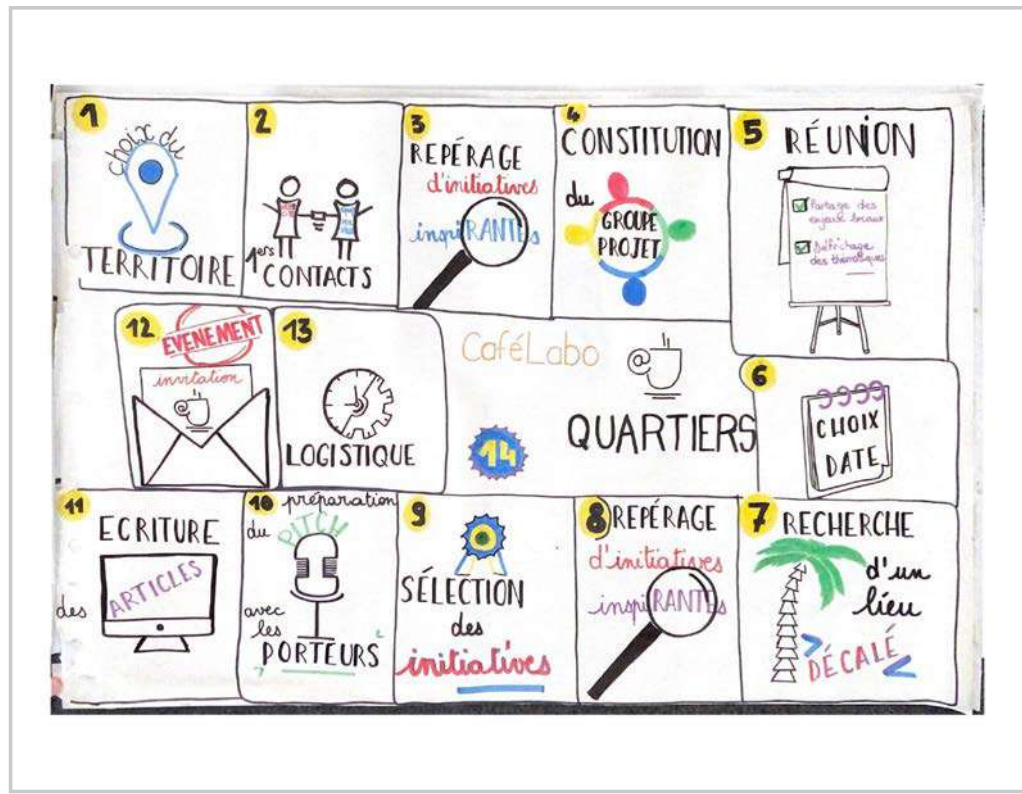 1
choix du
TERRITOIRE
2
1ers
CONTACTS
3
REPÉRAGE
d'initiatives
inspiRANTEs
4
CONSTITUTION
du
GROUPE
PROJET
5
RÉUNION
Partage des
enjeux locaux
Défrichage
des thématiques
6
CHOIX
DATE
7
RECHERCHE
d'un
lieu
DÉCALÉ
8
REPÉRAGE
d'initiatives
inspiRANTEs
9
SÉLECTION
des
initiatives
10
préparation
du
PITCH
avec
les
PORTEURS
11
ECRITURE
des
ARTICLES
12
EVENEMENT
invitation
@
13
LOGISTIQUE
14
CaféLabo
@
QUARTIERS